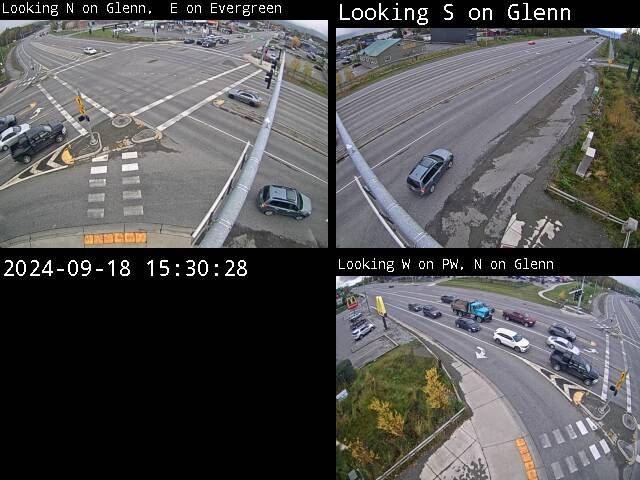 Looking N on Glenn,  E on Evergreen
Looking S on Glenn
2024-09-18 15:30:28
Looking W on PW, N on Glenn